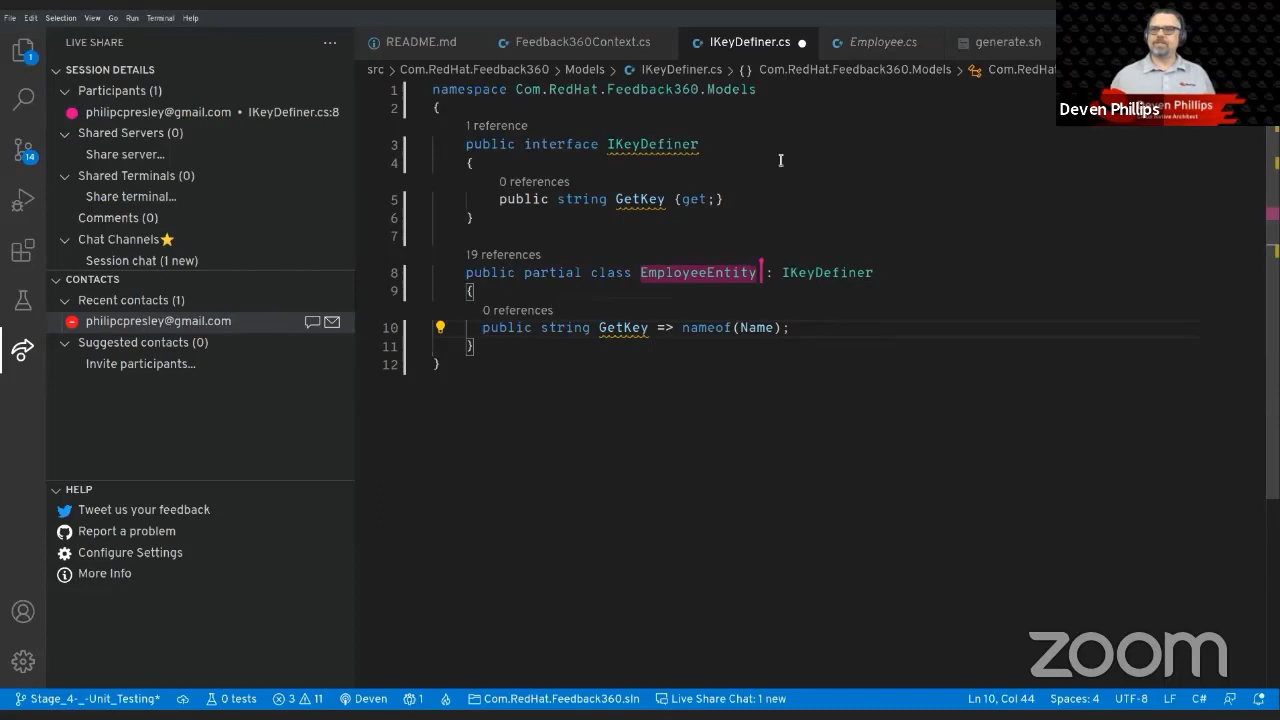 File Edit Selection View Go Run Terminal Help
LIVE SHARE ···
README.md
Feedback360Context.cs
IKeyDefiner.cs
Employee.cs
generate.sh
SESSION DETAILS
Participants (1)
philipcpresley@gmail.com • IKeyDefiner.cs:8
Shared Servers (0)
Share server...
Shared Terminals (0)
Share terminal...
Comments (0)
Chat Channels
Session chat (1 new)
CONTACTS
Recent contacts (1)
philipcpresley@gmail.com
Suggested contacts (0)
Invite participants...
HELP
Tweet us your feedback
Report a problem
Configure Settings
More Info
1
14
src > Com.RedHat.Feedback360 > Models > IKeyDefiner.cs > {} Com.RedHat.Feedback360.Models > Com.RedHa
1 namespace Com.RedHat.Feedback360.Models
2 {
1 reference
3 public interface IKeyDefiner
4 {
0 references
5 public string GetKey {get;}
6 }
7
19 references
8 public partial class EmployeeEntity : IKeyDefiner
9 {
0 references
10 public string GetKey => nameof(Name);
11 }
12 }
Deven Phillips
Deven Phillips
zoom
Stage_4-_-Unit_Testing* 0 tests 3 11 Deven 1 Com.RedHat.Feedback360.sln Live Share Chat: 1 new Ln 10, Col 44 Spaces: 4 UTF-8 LF C#